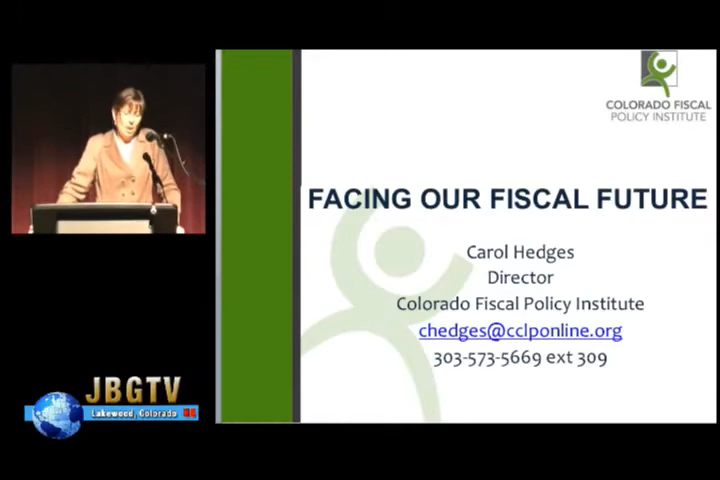 COLORADO FISCAL
POLICY INSTITUTE
FACING OUR FISCAL FUTURE
Carol Hedges
Director
Colorado Fiscal Policy Institute
chedges@cclponline.org
303-573-5669 ext 309
JBGTV
Lakewood, Colorado